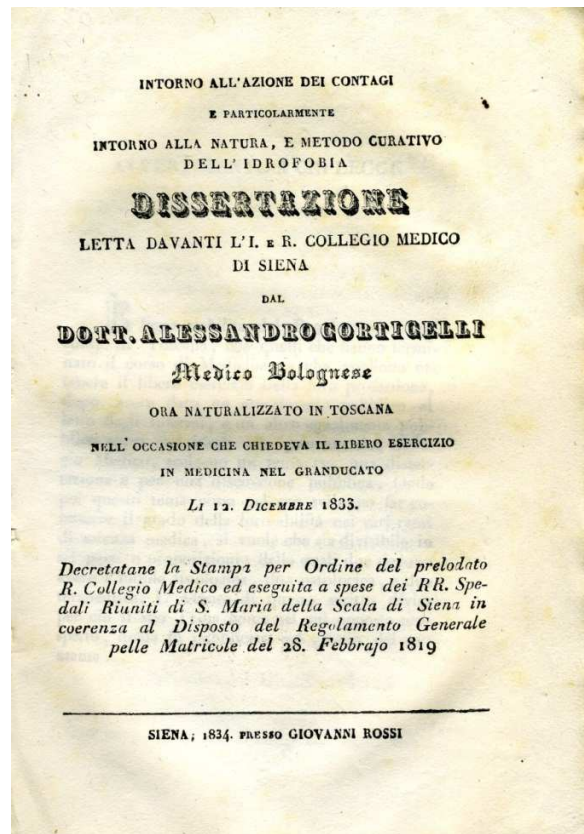 INTORNO ALL'AZIONE DEI CONTAGI
E PARTICOLARMENTE
INTORNO ALLA NATURA, E METODO CURATIVO
DELL'IDROFOBIA
DISSERTAZIONE
LETTA DAVANTI L'I. E R. COLLEGIO MEDICO
DI SIENA
DAL
DOTT. ALESSANDRO CORTICELLI
Medico Bolognese
ORA NATURALIZZATO IN TOSCANA
NELL'OCCASIONE CHE CHIEDEVA IL LIBERO ESERCIZIO
IN MEDICINA NEL GRANDUCATO
LI 12. DICEMBRE 1833.
Decretatane la Stampa per Ordine del prelodato
R. Collegio Medico ed eseguita a spese dei RR. Spe-
dali Riuniti di S. Maria della Scala di Siena in
coerenza al Disposto del Regolamento Generale
pelle Matricole del 28. Febbrajo 1819
SIENA, 1834. PRESSO GIOVANNI ROSSI